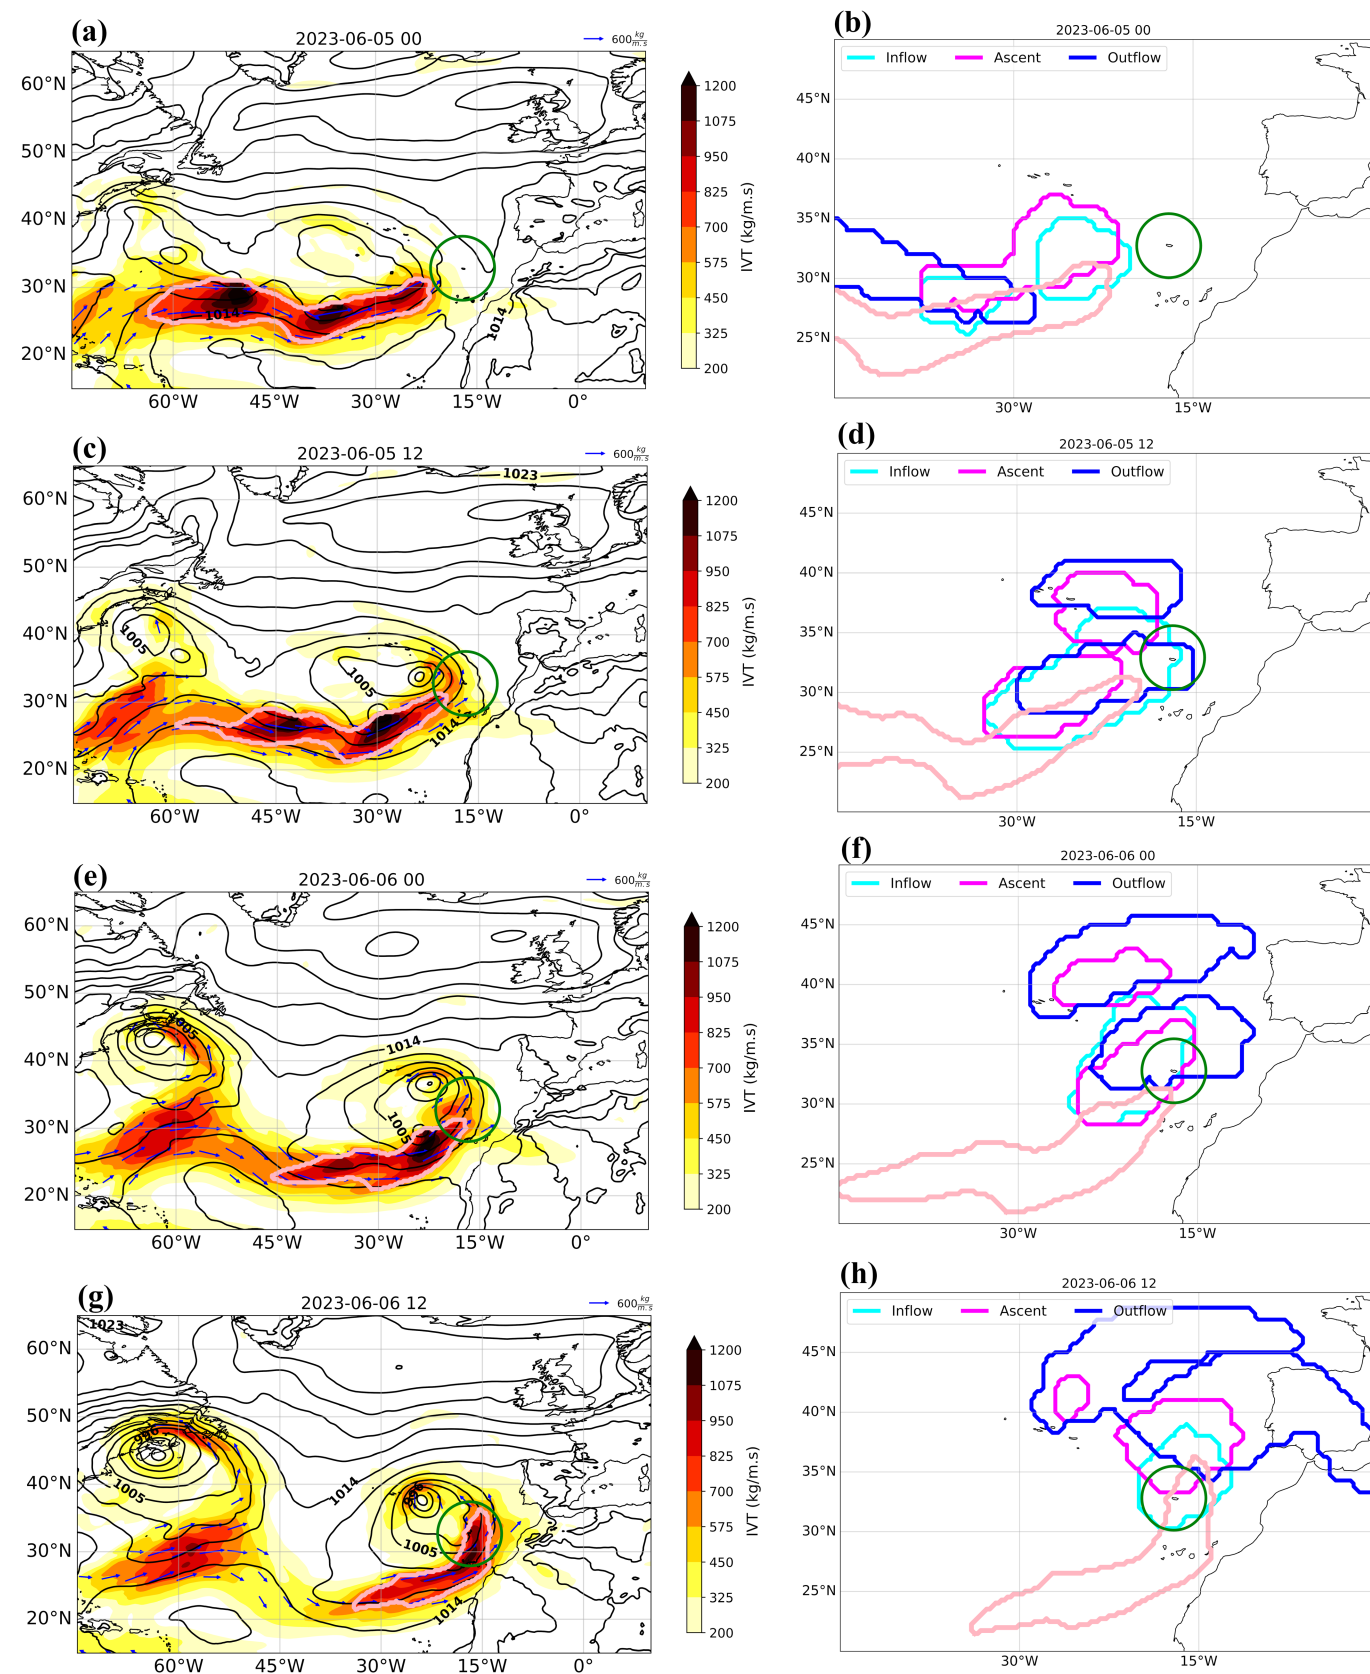 (a)
2023-06-05 00
600 kg/m.s
60°N
50°N
40°N
30°N
20°N
1014
1014
60°W 45°W 30°W 15°W 0°
1200
1075
950
825
700
575
450
325
200
IVT (kg/m.s)
(b)
2023-06-05 00
Inflow Ascent Outflow
45°N
40°N
35°N
30°N
25°N
30°W 15°W
(c)
2023-06-05 12
600 kg/m.s
60°N
50°N
40°N
30°N
20°N
1023
1005
1005
1014
60°W 45°W 30°W 15°W 0°
1200
1075
950
825
700
575
450
325
200
IVT (kg/m.s)
(d)
2023-06-05 12
Inflow Ascent Outflow
45°N
40°N
35°N
30°N
25°N
30°W 15°W
(e)
2023-06-06 00
600 kg/m.s
60°N
50°N
40°N
30°N
20°N
1005
1014
1005
60°W 45°W 30°W 15°W 0°
1200
1075
950
825
700
575
450
325
200
IVT (kg/m.s)
(f)
2023-06-06 00
Inflow Ascent Outflow
45°N
40°N
35°N
30°N
25°N
30°W 15°W
(g)
2023-06-06 12
600 kg/m.s
60°N
50°N
40°N
30°N
20°N
1023
996
1005
1014
1005
1014
60°W 45°W 30°W 15°W 0°
1200
1075
950
825
700
575
450
325
200
IVT (kg/m.s)
(h)
2023-06-06 12
Inflow Ascent Outflow
45°N
40°N
35°N
30°N
25°N
30°W 15°W